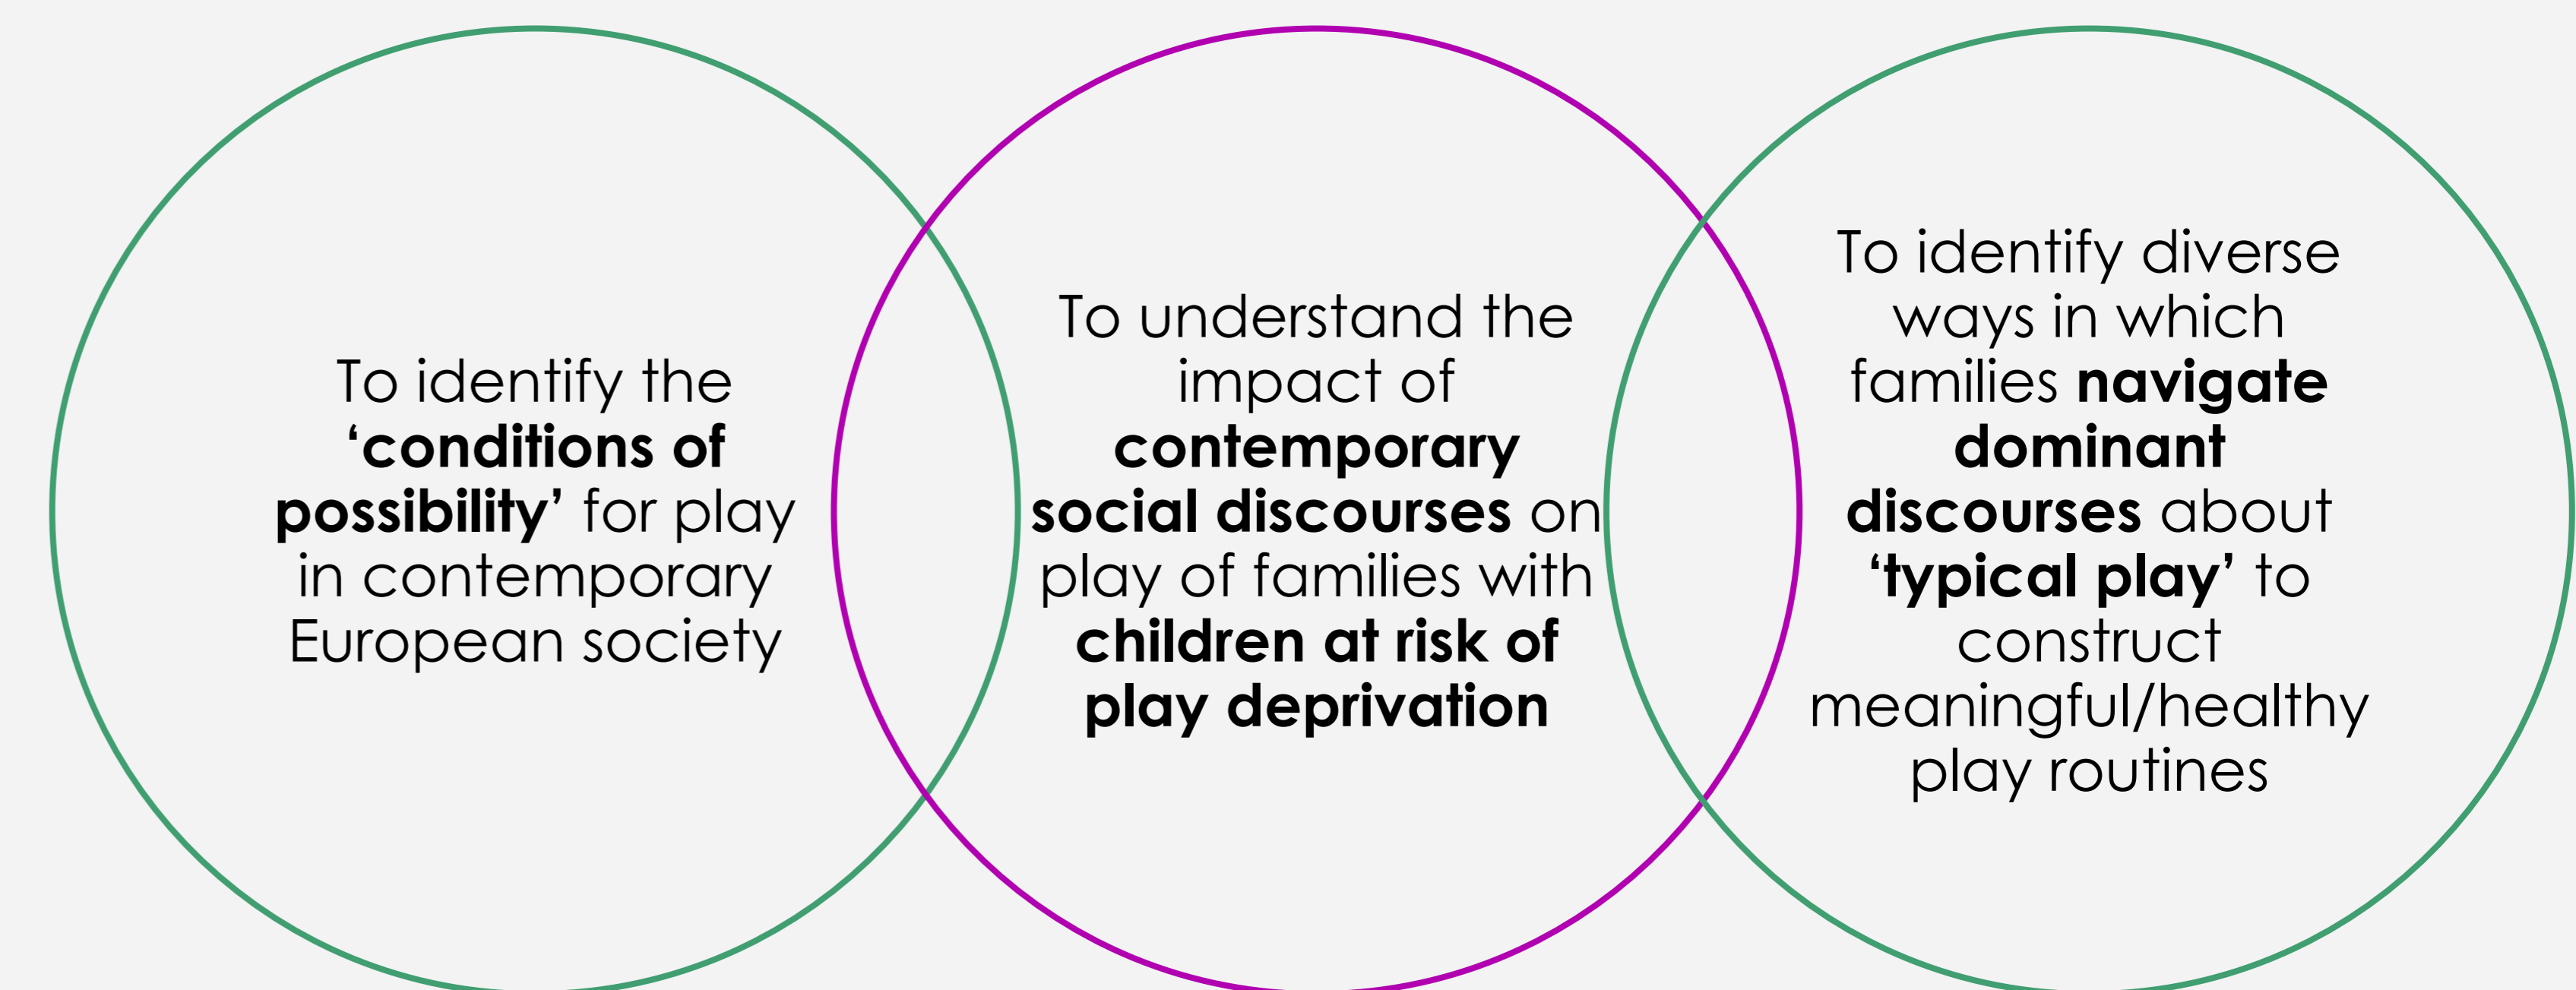 To identify the
‘conditions of
possibility’ for play
in contemporary
European society
To understand the
impact of
contemporary
social discourses on
play of families with
children at risk of
play deprivation
To identify diverse
ways in which
families navigate
dominant
discourses about
‘typical play’ to
construct
meaningful/healthy
play routines